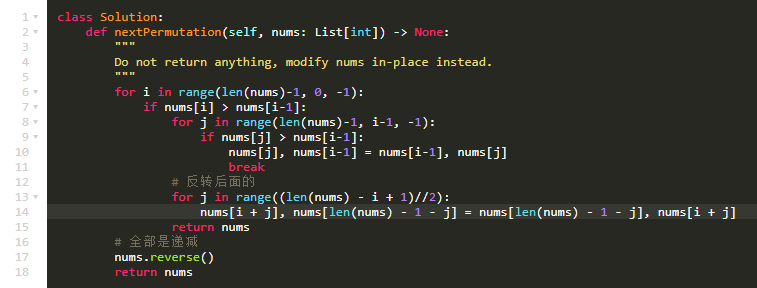 1 class Solution:
2     def nextPermutation(self, nums: List[int]) -> None:
3         """
4         Do not return anything, modify nums in-place instead.
5         """
6         for i in range(len(nums)-1, 0, -1):
7             if nums[i] > nums[i-1]:
8                 for j in range(len(nums)-1, i-1, -1):
9                     if nums[j] > nums[i-1]:
10                         nums[j], nums[i-1] = nums[i-1], nums[j]
11                         break
12                 # 反转后面的
13                 for j in range((len(nums) - i + 1)//2):
14                     nums[i + j], nums[len(nums) - 1 - j] = nums[len(nums) - 1 - j], nums[i + j]
15                 return nums
16         # 全部是递减
17         nums.reverse()
18         return nums